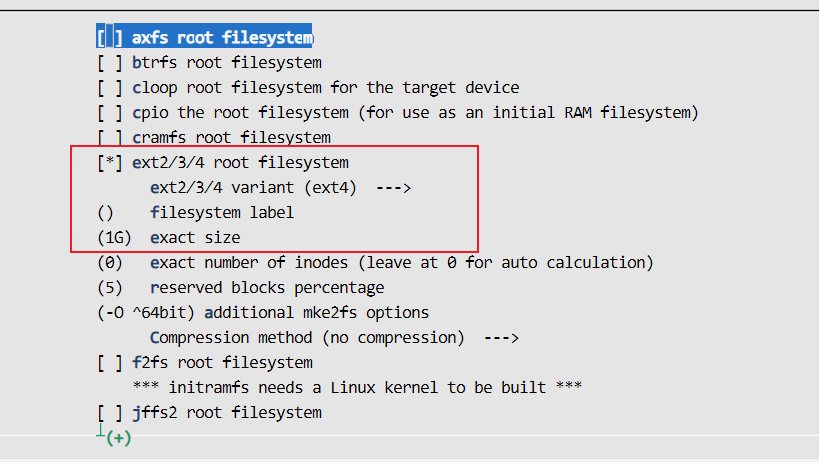 [ ] axfs root filesystem
[ ] btrfs root filesystem
[ ] cloop root filesystem for the target device
[ ] cpio the root filesystem (for use as an initial RAM filesystem)
[ ] cramfs root filesystem
[*] ext2/3/4 root filesystem
ext2/3/4 variant (ext4)  --->
()    filesystem label
(1G)  exact size
(0)   exact number of inodes (leave at 0 for auto calculation)
(5)   reserved blocks percentage
(-O ^64bit) additional mke2fs options
Compression method (no compression)  --->
[ ] f2fs root filesystem
*** initramfs needs a Linux kernel to be built ***
[ ] jffs2 root filesystem
┴(+)